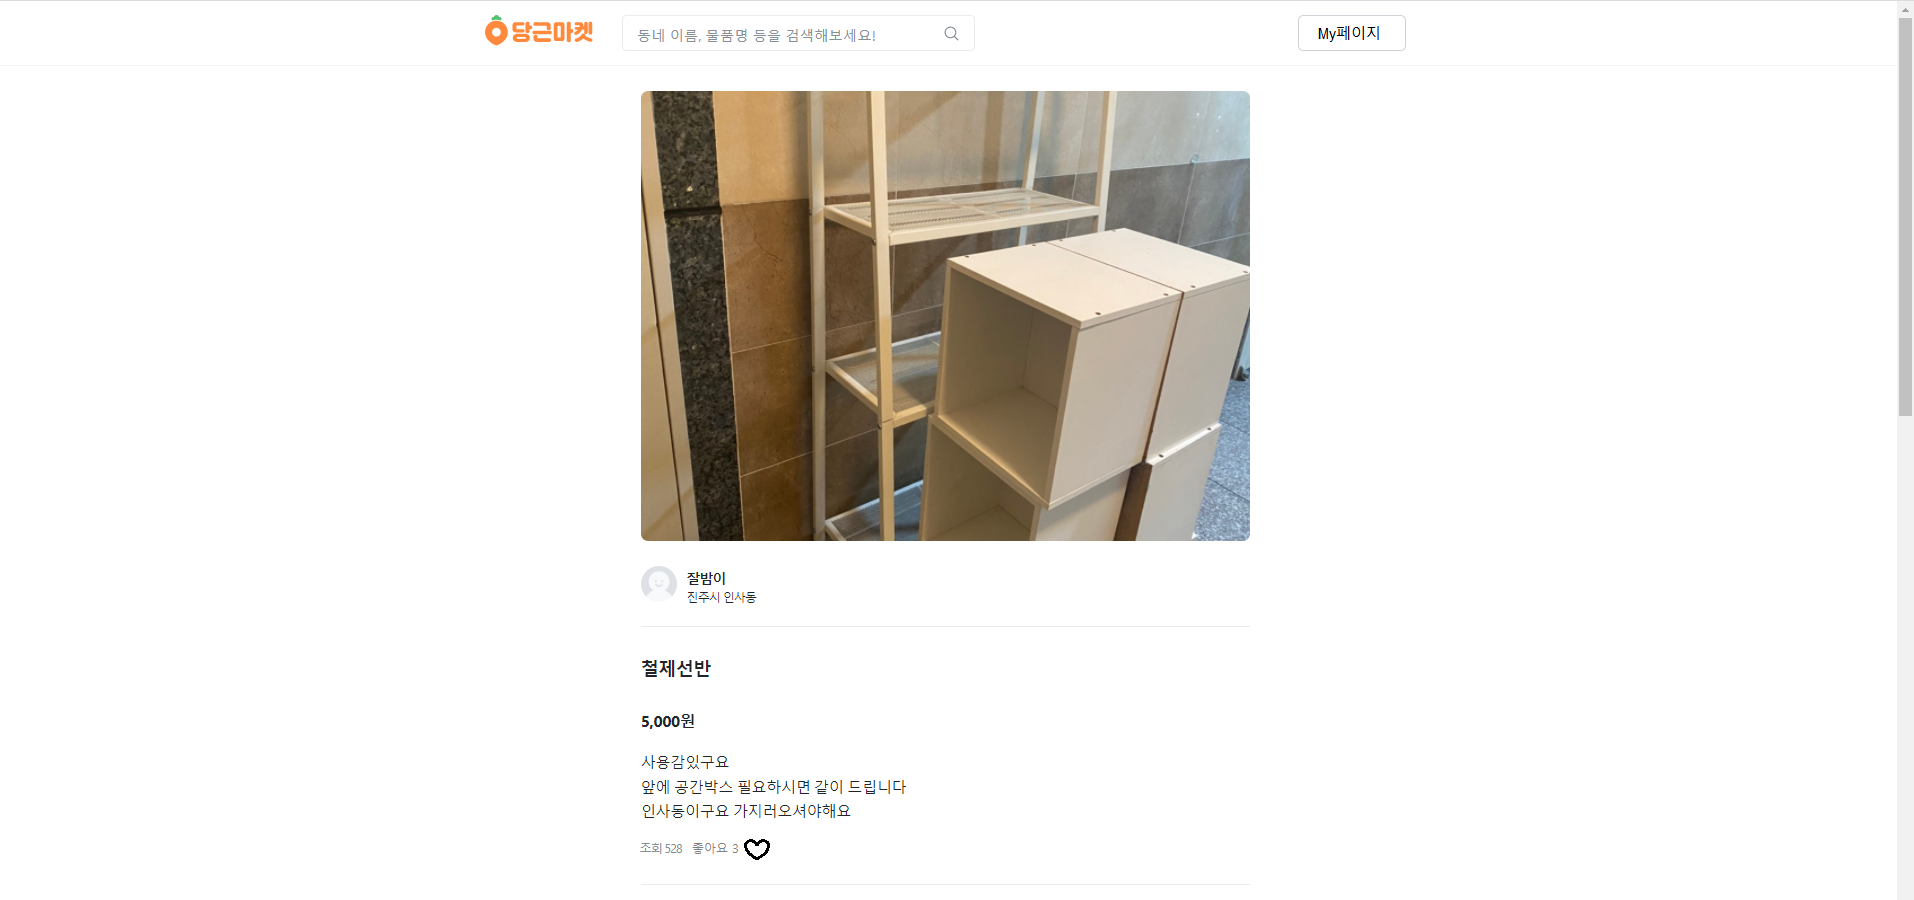 당근마켓
동네 이름, 물품명 등을 검색해보세요!
My페이지
잘밤이
진주시 인사동
철제선반
5,000원
사용감있구요
앞에 공간박스 필요하시면 같이 드립니다
인사동이구요 가지러오셔야해요
조회 528 좋아요 3